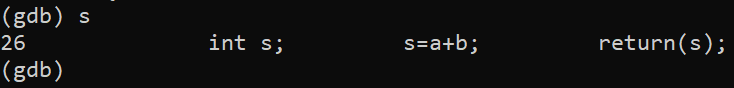 (gdb) s
26 int s; s=a+b; return(s);
(gdb)